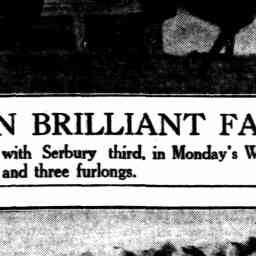 N BRILLIANT FA
with Serbury third, in Monday's W
and three furlongs.